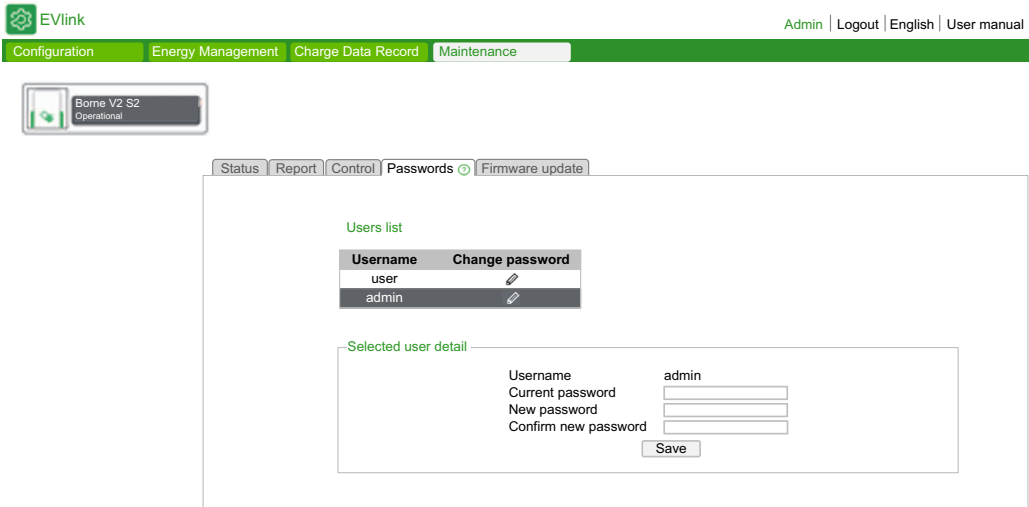 EVlink
Admin | Logout | English | User manual
Configuration Energy Management Charge Data Record Maintenance
Borne V2 S2
Operational
Status Report Control Passwords ? Firmware update
Users list
Username Change password
user
admin
Selected user detail
Username admin
Current password
New password
Confirm new password
Save